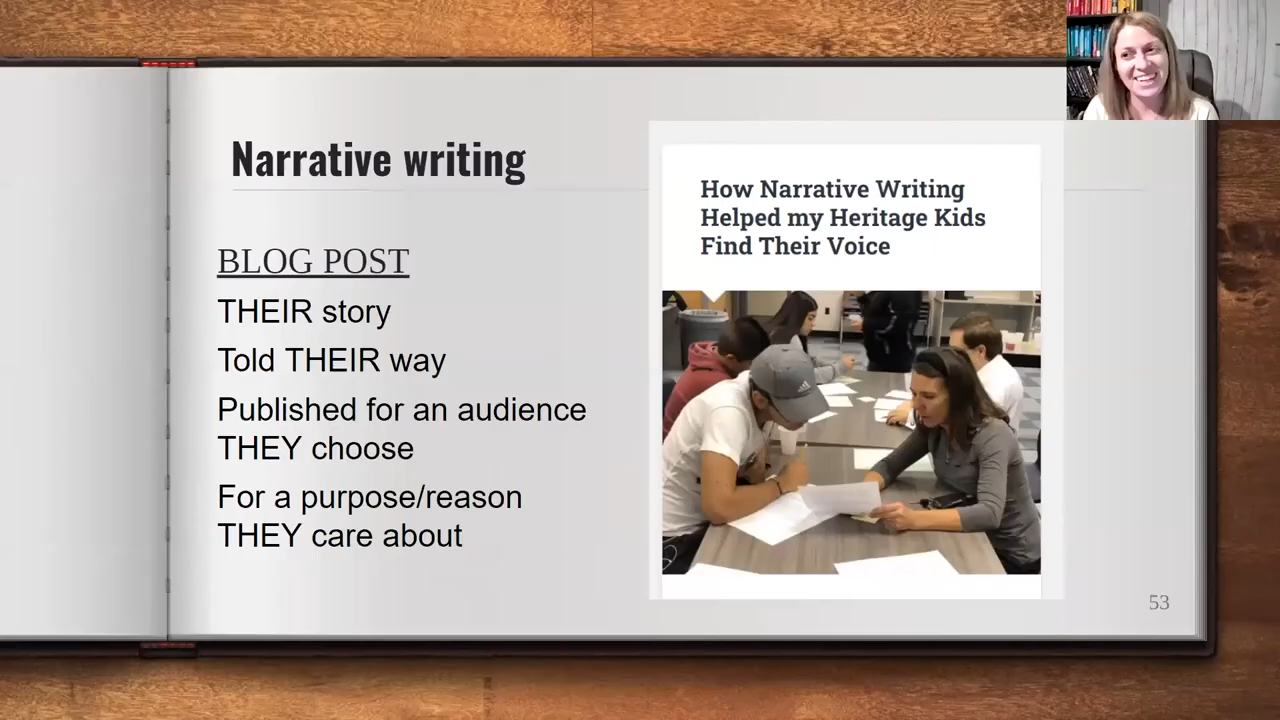 Narrative writing
BLOG POST
THEIR story
Told THEIR way
Published for an audience
THEY choose
For a purpose/reason
THEY care about
How Narrative Writing
Helped my Heritage Kids
Find Their Voice
53